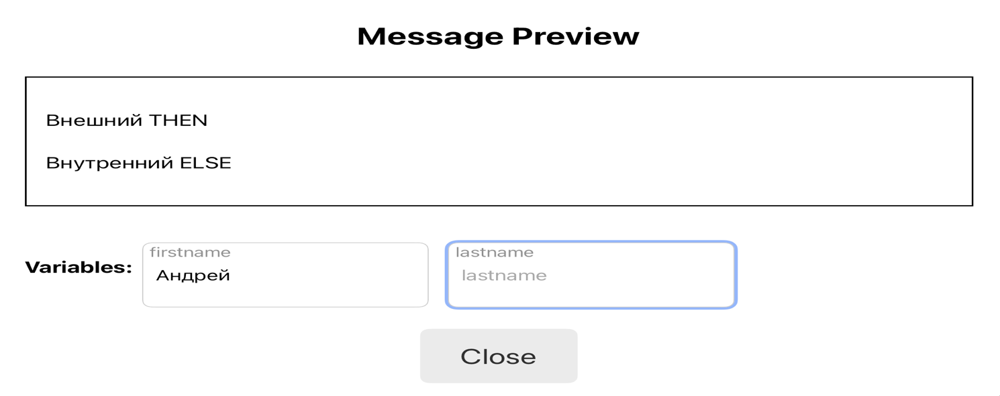 Message Preview
Внешний THEN
Внутренний ELSE
Variables:
firstname
Андрей
lastname
lastname
Close